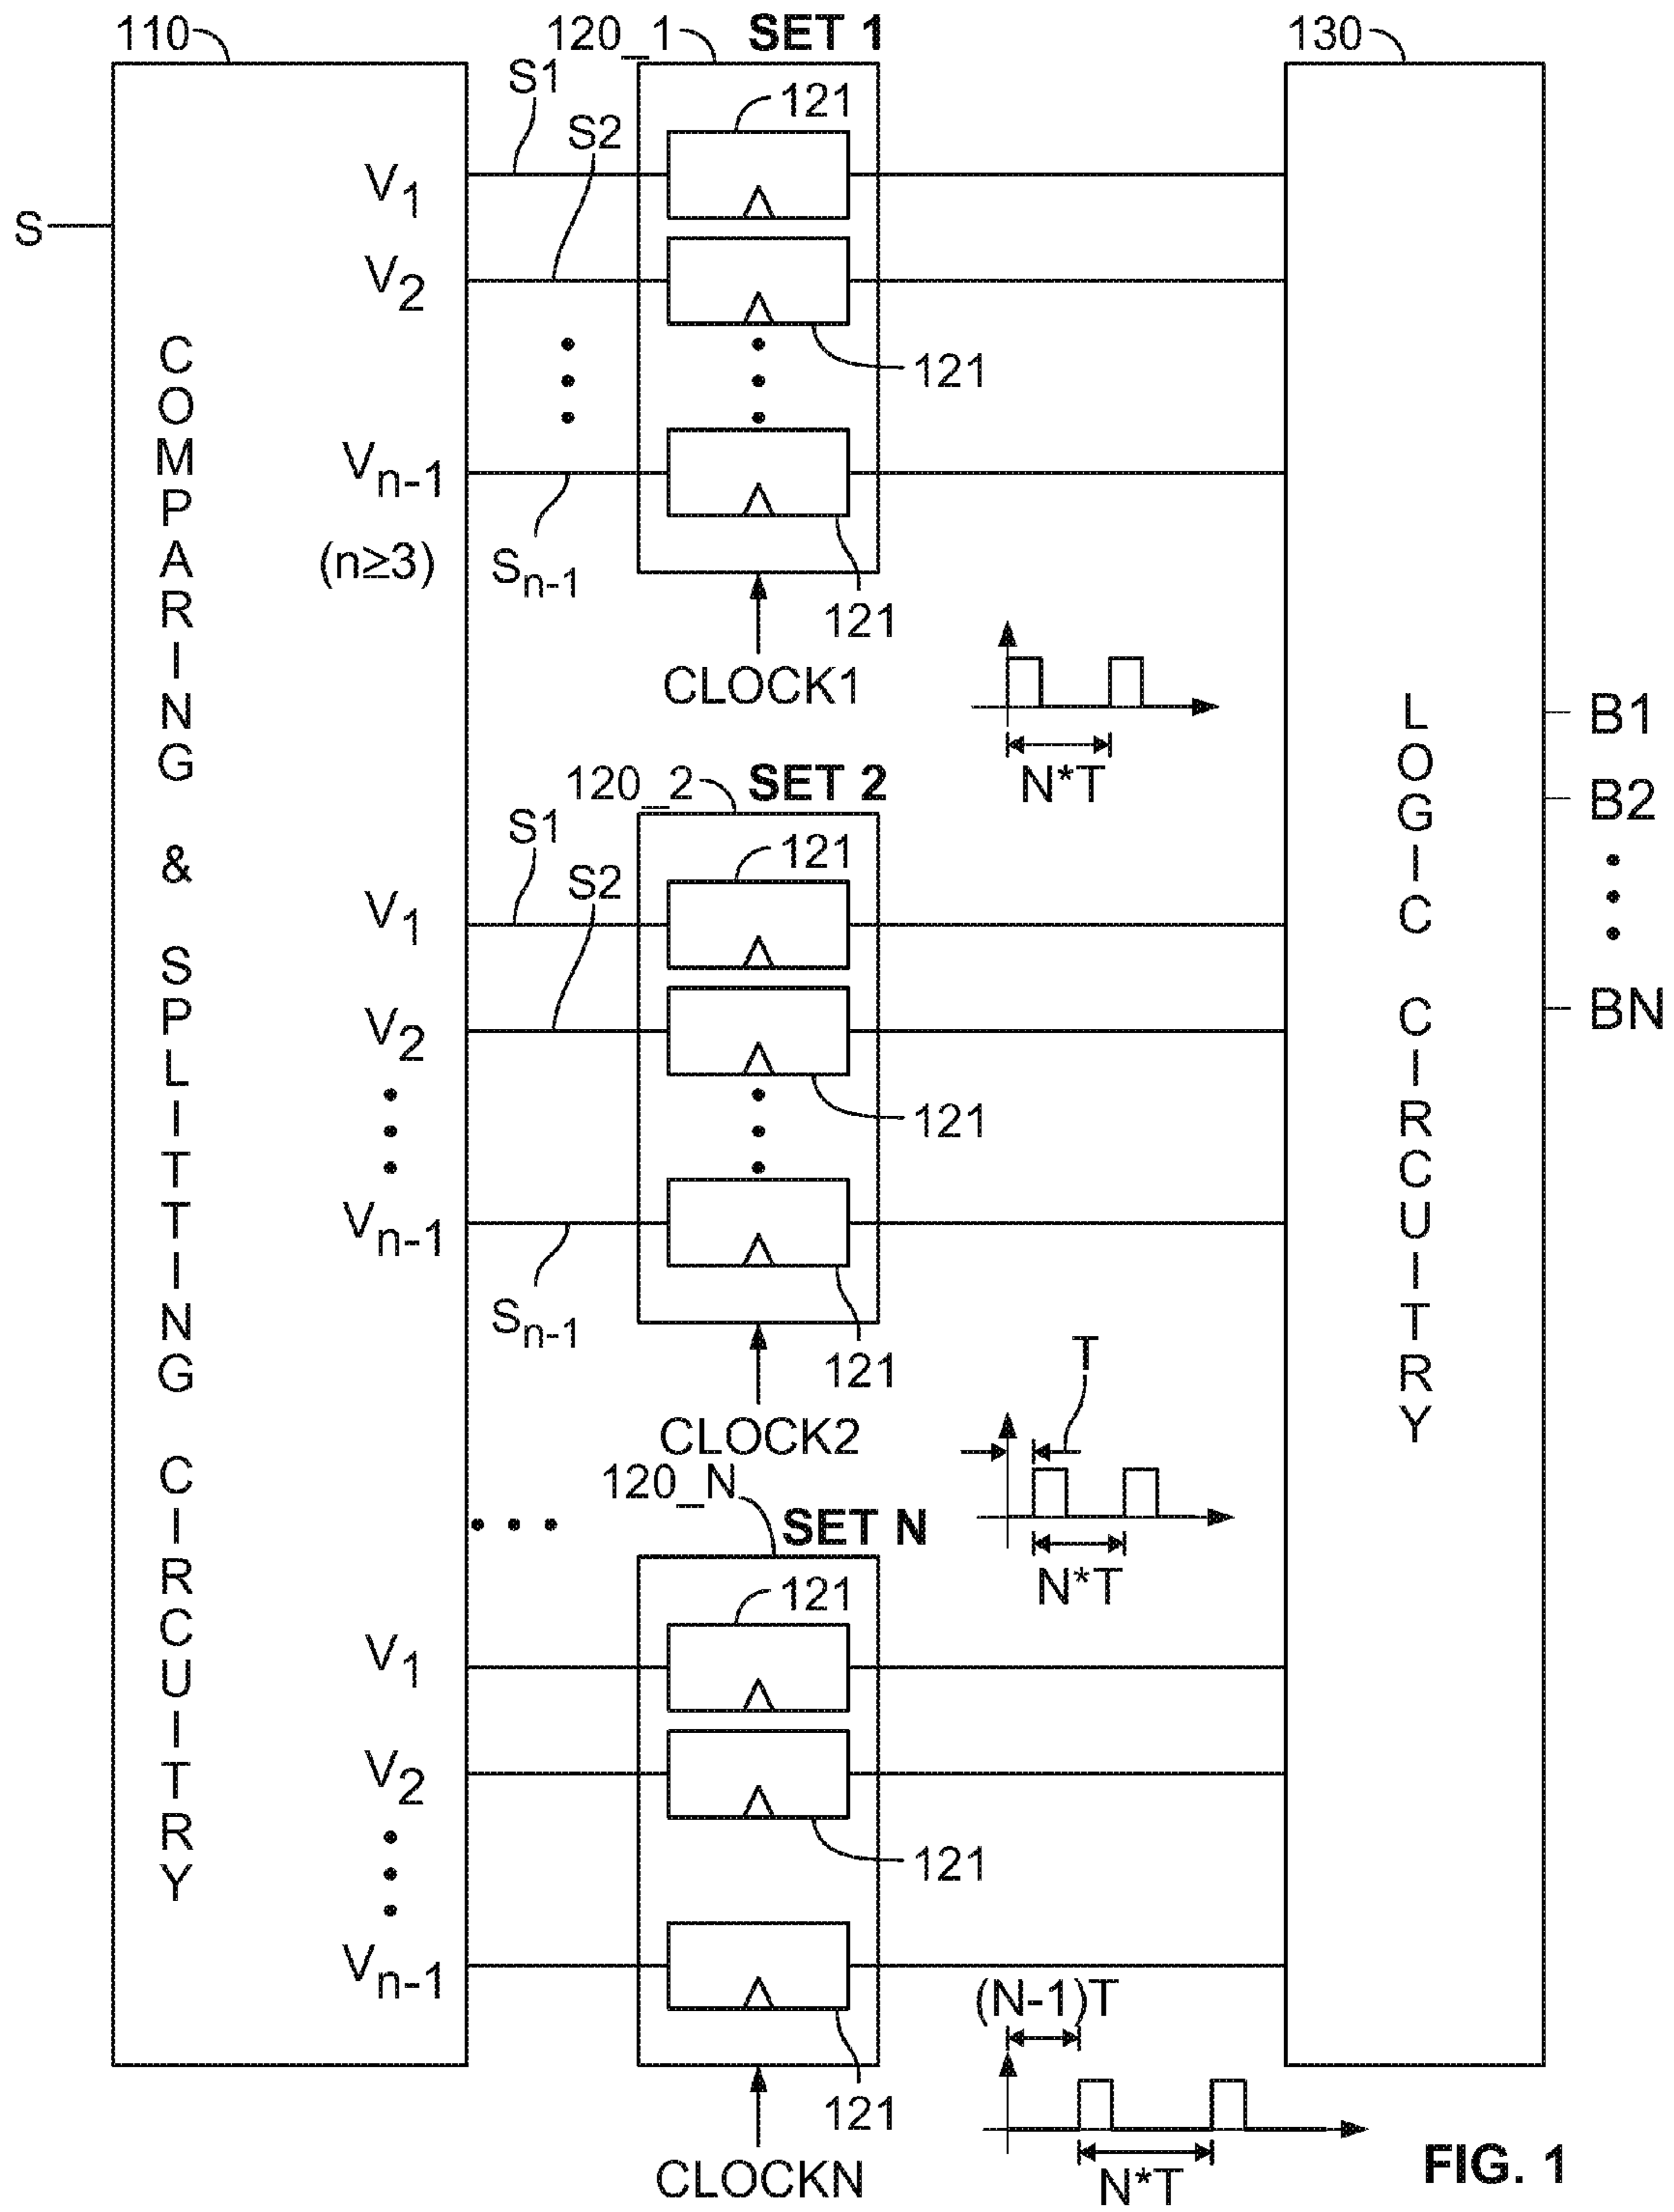 110
120_1
SET 1
130
S1
121
S2
V1
S
V2
121
Vn-1
(n≥3)
Sn-1
121
CLOCK1
N*T
COMPARING & SPLITTING CIRCUITRY
LOGIC CIRCUITRY
B1
B2
BN
120_2
SET 2
S1
121
S2
V1
V2
121
Vn-1
Sn-1
121
CLOCK2
T
N*T
120_N
SET N
121
V1
V2
121
Vn-1
(N-1)T
121
CLOCKN
N*T
FIG. 1